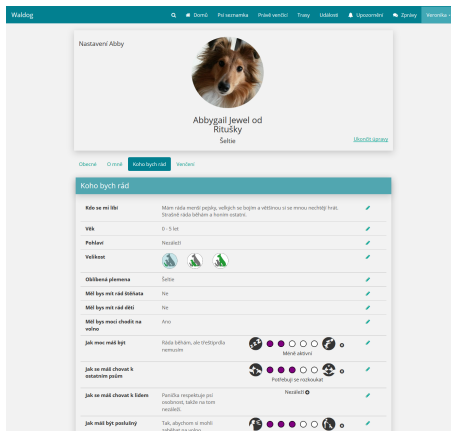 Waldog
Domů Psí seznamka Právě venčící Trasy Události Upozornění Zprávy Veronika
Nastavení Abby
Abbygail Jewel od
Ritušky
Šeltie
Ukončit úpravy
Obecné O mně Koho bych rád Venčení
Koho bych rád
Kdo se mi líbí
Mám ráda menší pejsky, velkých se bojím a většinou si se mnou nechtějí hrát.
Strašně ráda běhám a honím ostatní.
Věk 0 - 5 let
Pohlaví Nezáleží
Velikost
Oblíbená plemena Šeltie
Měl bys mít rád štěňata Ne
Měl bys mít rád děti Ne
Měl bys moci chodit na
volno
Ano
Jak moc máš být
Ráda běhám, ale třeštiprdla
nemusím
Méně aktivní
Jak se máš chovat k
ostatním psům
Potřebuji se rozkoukat
Jak se máš chovat k lidem
Panička respektuje psí
osobnost, takže na tom
nezáleží.
Nezáleží
Jak máš být poslušný
Tak, abychom si mohli
zaběhat na volno